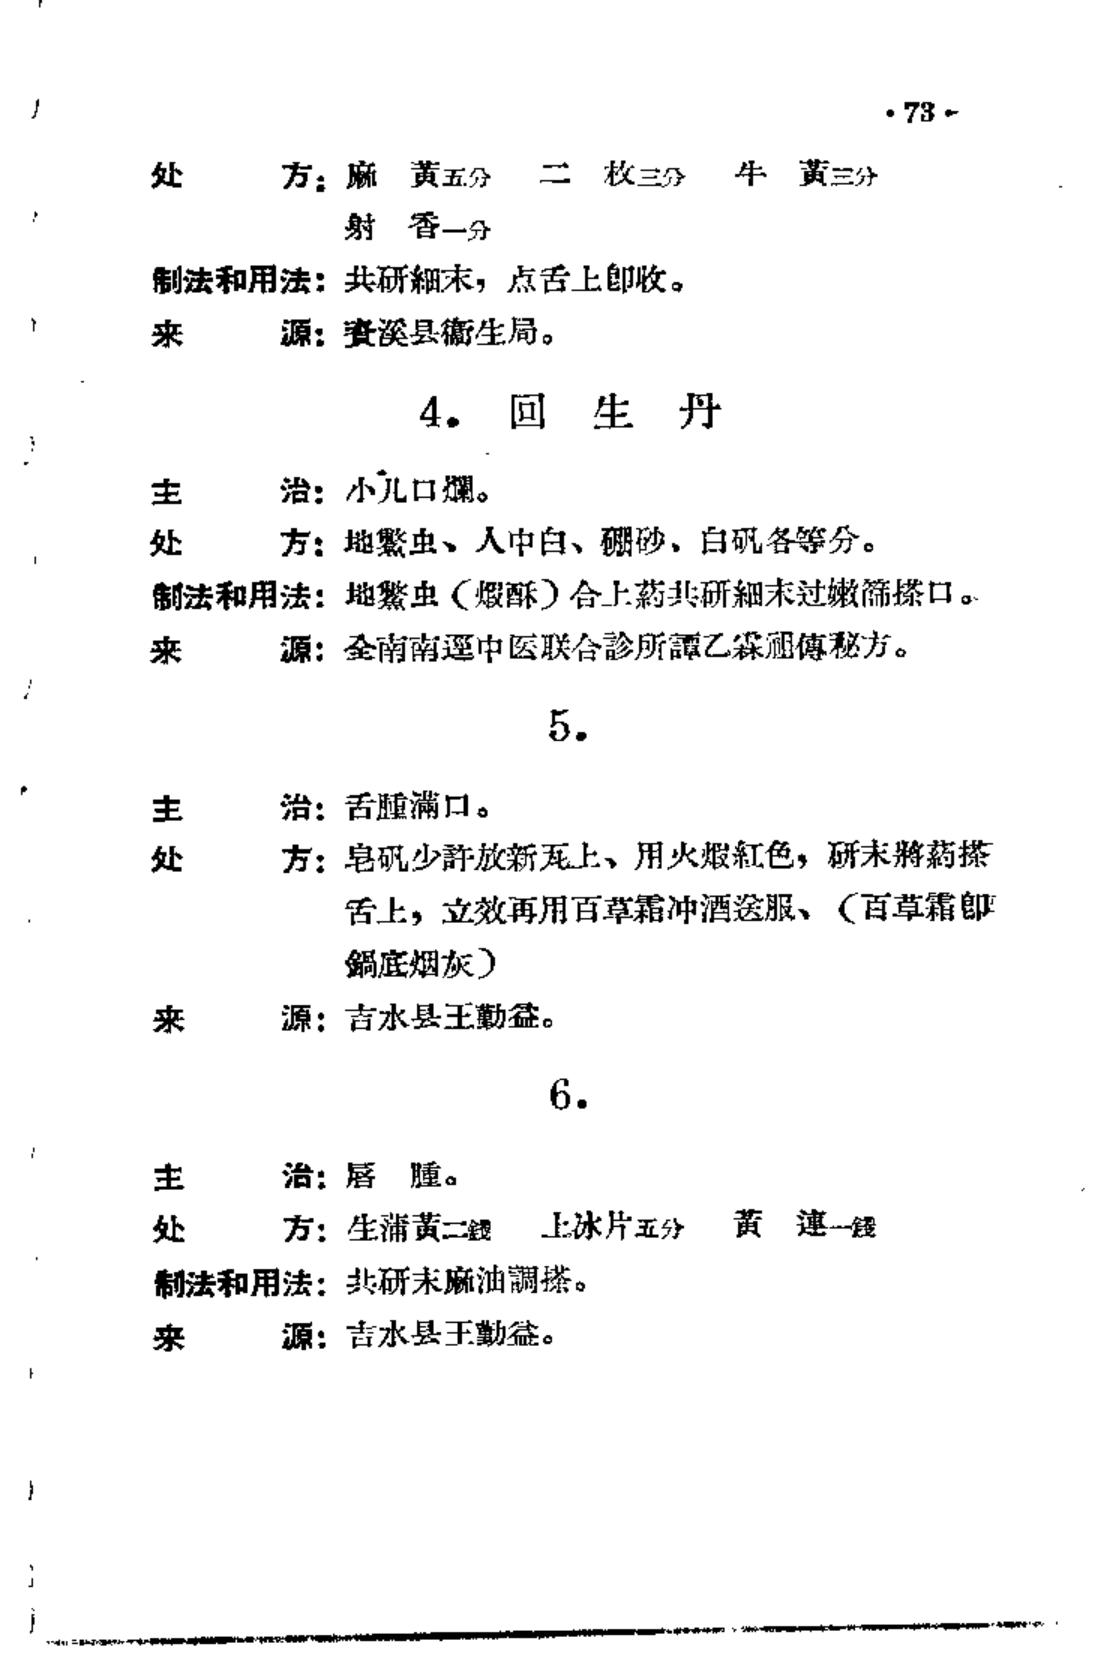 • 73 •
处 方：麻 黃五分 二 枚三分 牛 黃三分
射 香一分
制法和用法：共研細末，点舌上卽收。
来 源：資溪县衞生局。
4. 回 生 丹
主 治：小儿口爛。
处 方：地鱉虫、人中白、硼砂、白矾各等分。
制法和用法：地鱉虫（煆酥）合上葯共研細末过嫩篩搽口。
来 源：全南南逕中医联合診所譚乙霖祖傳秘方。
5.
主 治：舌腫滿口。
处 方：皂矾少許放新瓦上、用火煆紅色，研末將葯搽
舌上，立效再用百草霜冲酒送服、（百草霜卽
鍋底烟灰）
来 源：吉水县王勤益。
6.
主 治：唇 腫。
处 方：生蒲黃二錢 上冰片五分 黃 連一錢
制法和用法：共研末麻油調搽。
来 源：吉水县王勤益。